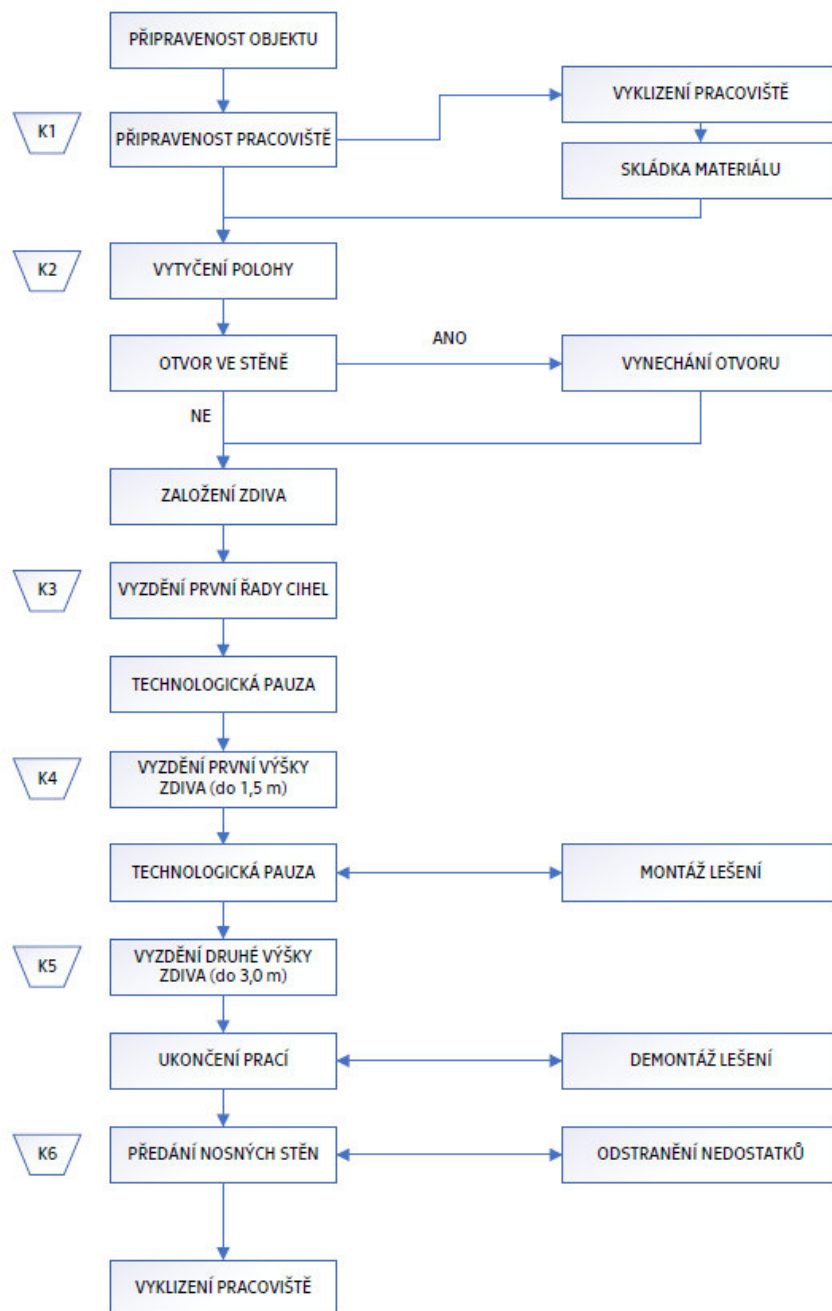 PŘIPRAVENOST OBJEKTU
VYKLIZENÍ PRACOVIŠTĚ
K1
PŘIPRAVENOST PRACOVIŠTĚ
SKLÁDKA MATERIÁLU
K2
VYTYČENÍ POLOHY
ANO
OTVOR VE STĚNĚ
VYNECHÁNÍ OTVORU
NE
ZALOŽENÍ ZDIVA
K3
VYZDĚNÍ PRVNÍ ŘADY CIHEL
TECHNOLOGICKÁ PAUZA
K4
VYZDĚNÍ PRVNÍ VÝŠKY
ZDIVA (do 1,5 m)
TECHNOLOGICKÁ PAUZA
MONTÁŽ LEŠENÍ
K5
VYZDĚNÍ DRUHÉ VÝŠKY
ZDIVA (do 3,0 m)
UKONČENÍ PRACÍ
DEMONTÁŽ LEŠENÍ
K6
PŘEDÁNÍ NOSNÝCH STĚN
ODSTRANĚNÍ NEDOSTATKŮ
VYKLIZENÍ PRACOVIŠTĚ